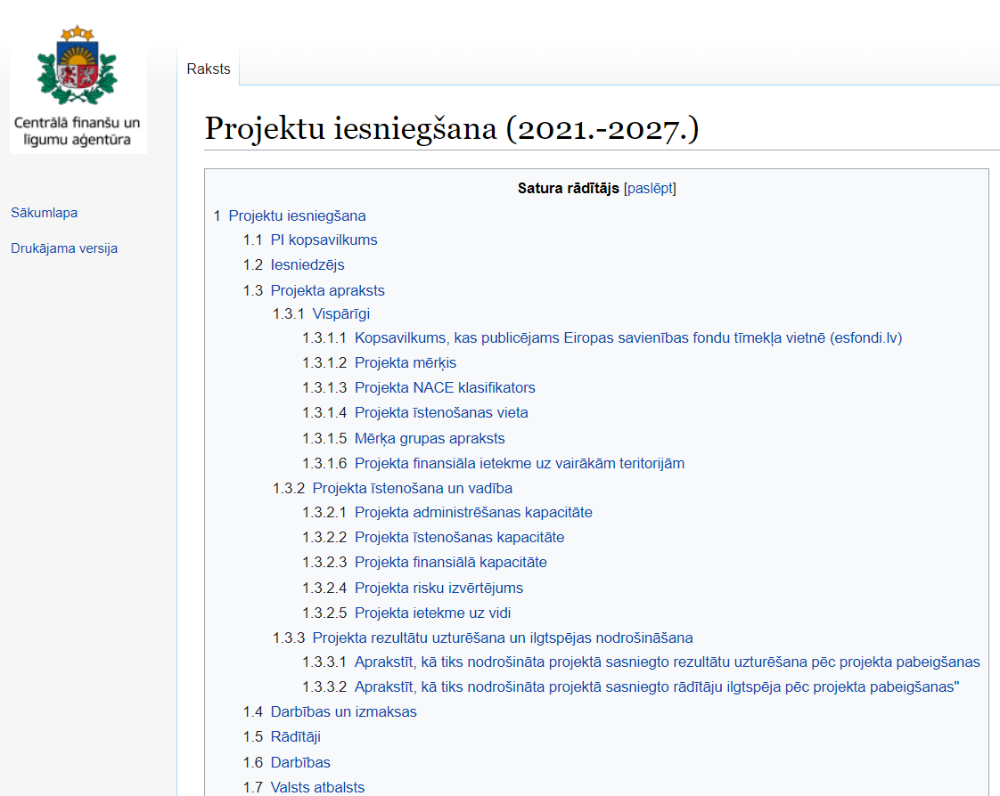 Centrālā finanšu un
līgumu aģentūra
Sākumlapa
Drukājama versija
Raksts
Projektu iesniegšana (2021.-2027.)
Satura rādītājs [paslēpt]
1 Projektu iesniegšana
1.1 PI kopsavilkums
1.2 Iesniedzējs
1.3 Projekta apraksts
1.3.1 Vispārīgi
1.3.1.1 Kopsavilkums, kas publicējams Eiropas savienības fondu tīmekļa vietnē (esfondi.lv)
1.3.1.2 Projekta mērķis
1.3.1.3 Projekta NACE klasifikators
1.3.1.4 Projekta īstenošanas vieta
1.3.1.5 Mērķa grupas apraksts
1.3.1.6 Projekta finansiāla ietekme uz vairākām teritorijām
1.3.2 Projekta īstenošana un vadība
1.3.2.1 Projekta administrēšanas kapacitāte
1.3.2.2 Projekta īstenošanas kapacitāte
1.3.2.3 Projekta finansiālā kapacitāte
1.3.2.4 Projekta risku izvērtējums
1.3.2.5 Projekta ietekme uz vidi
1.3.3 Projekta rezultātu uzturēšana un ilgtspējas nodrošināšana
1.3.3.1 Aprakstīt, kā tiks nodrošināta projektā sasniegto rezultātu uzturēšana pēc projekta pabeigšanas
1.3.3.2 Aprakstīt, kā tiks nodrošināta projektā sasniegto rādītāju ilgtspēja pēc projekta pabeigšanas"
1.4 Darbības un izmaksas
1.5 Rādītāji
1.6 Darbības
1.7 Valsts atbalsts